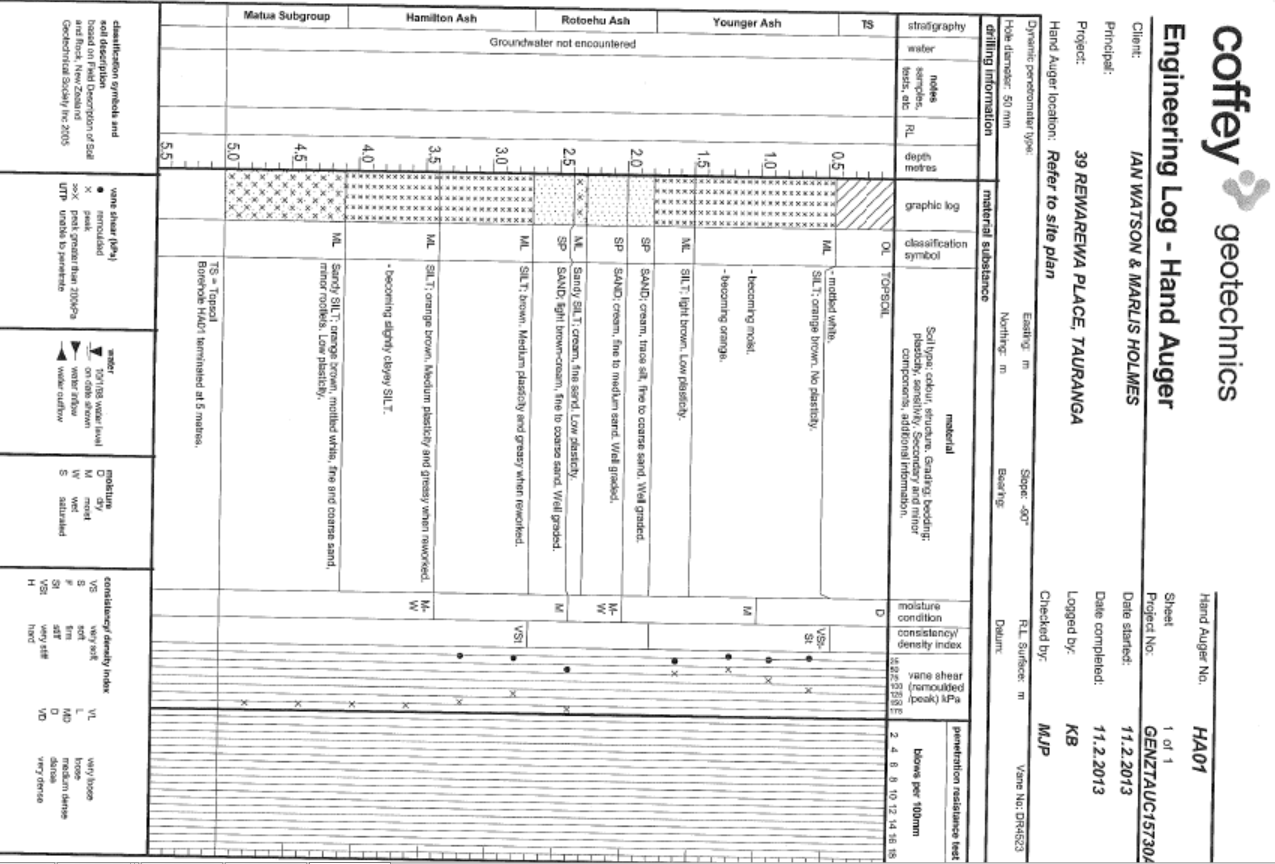 coffey geotechnics
Engineering Log - Hand Auger
Hand Auger No. HA01
Sheet 1 of 1
Project No: GENZTAUC15730A
Client: IAN WATSON & MARLIS HOLMES
Date started: 11.2.2013
Principal:
Date completed: 11.2.2013
Project: 39 REWAREWA PLACE, TAURANGA
Logged by: KB
Hand Auger location: Refer to site plan
Checked by: MJP
Dynamic penetrometer type:
Easting: m
Slope: -90°
R.L. Surface: m
Vane No: DR4523
Hole diameter: 50 mm
Northing: m
Bearing:
Datum:
drilling information
material substance
stratigraphy
water
notes
samples,
tests, etc
RL
depth
metres
graphic log
classification
symbol
material
Soil type; colour, structure. Grading; bedding;
plasticity, sensitivity. Secondary and minor
components, additional information.
moisture
condition
consistency/
density index
vane shear
(remoulded
/peak) kPa
25
50
75
100
125
150
175
penetration resistance test
blows per 100mm
2 4 6 8 10 12 14 16 18
TS
Younger Ash
Rotoehu Ash
Hamilton Ash
Matua Subgroup
Groundwater not encountered
0.5
1.0
1.5
2.0
2.5
3.0
3.5
4.0
4.5
5.0
5.5
OL TOPSOIL D
- mottled white.
ML SILT; orange brown. No plasticity. VSt-
St
- becoming moist. M
- becoming orange.
ML SILT; light brown. Low plasticity.
SP SAND; cream, trace silt, fine to coarse sand. Well graded.
SP SAND; cream, fine to medium sand. Well graded. M-
W
ML Sandy SILT; cream, fine sand. Low plasticity.
SP SAND; light brown-cream, fine to coarse sand. Well graded. M
ML SILT; brown. Medium plasticity and greasy when reworked. VSt
ML SILT; orange brown. Medium plasticity and greasy when reworked. M-
W
- becoming slightly clayey SILT.
ML Sandy SILT; orange brown, mottled white, fine and coarse sand,
minor rootlets. Low plasticity.
TS = Topsoil
Borehole HA01 terminated at 5 metres.
classification symbols and
soil description
based on Field Description of Soil
and Rock, New Zealand
Geotechnical Society Inc 2005
vane shear (kPa)
● remoulded
× peak
>>× peak greater than 200kPa
UTP unable to penetrate
water
10/1/98 water level
on date shown
water inflow
water outflow
moisture
D dry
M moist
W wet
S saturated
consistency/ density index
VS very soft
S soft
F firm
St stiff
VSt very stiff
H hard
VL very loose
L loose
MD medium dense
D dense
VD very dense